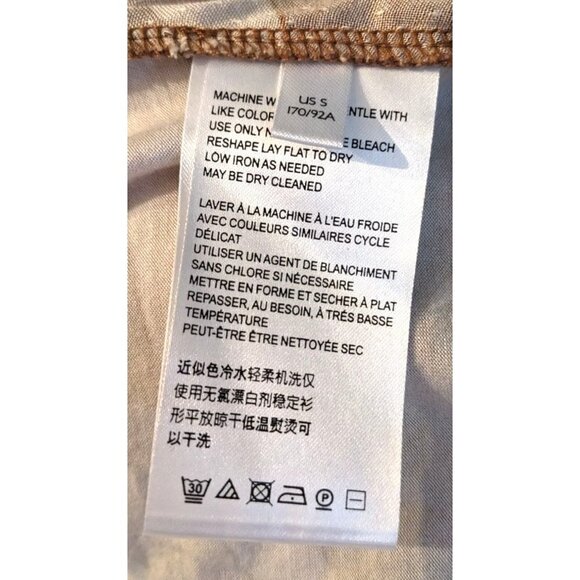 US S
170/92A
MACHINE W ENTLE WITH
LIKE COLOR
USE ONLY N E BLEACH
RESHAPE LAY FLAT TO DRY
LOW IRON AS NEEDED
MAY BE DRY CLEANED
LAVER À LA MACHINE À L'EAU FROIDE
AVEC COULEURS SIMILAIRES CYCLE
DÉLICAT
UTILISER UN AGENT DE BLANCHIMENT
SANS CHLORE SI NÉCESSAIRE
METTRE EN FORME ET SECHER À PLAT
REPASSER, AU BESOIN, À TRÉS BASSE
TEMPÉRATURE
PEUT-ÊTRE ÊTRE NETTOYÉE SEC
近似色冷水轻柔机洗仅
使用无氯漂白剂稳定衫
形平放晾干低温熨烫可
以干洗
30 P